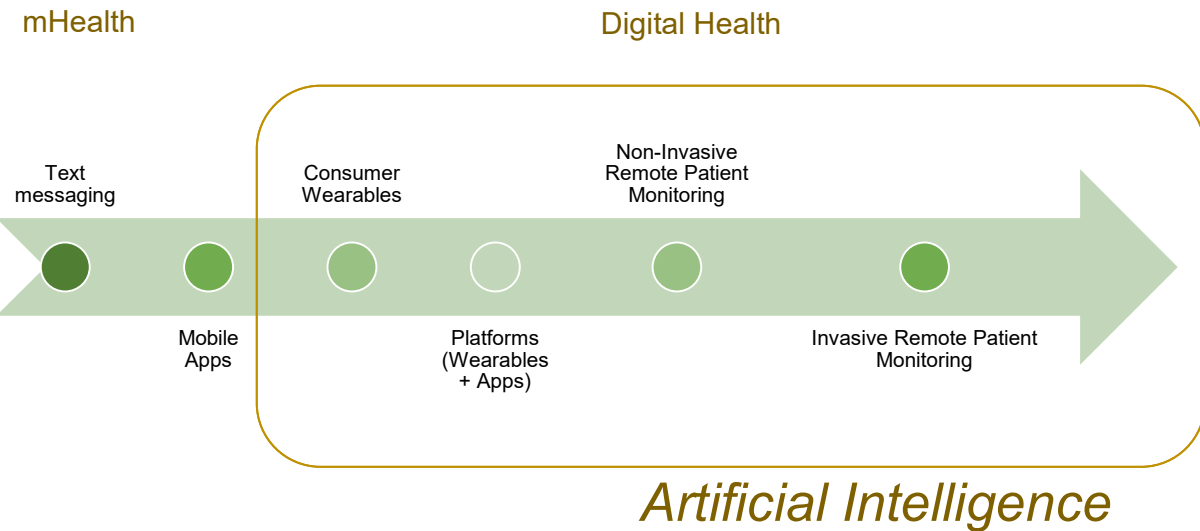 mHealth
Digital Health
Text
messaging
Consumer
Wearables
Non-Invasive
Remote Patient
Monitoring
Mobile
Apps
Platforms
(Wearables
+ Apps)
Invasive Remote Patient
Monitoring
Artificial Intelligence